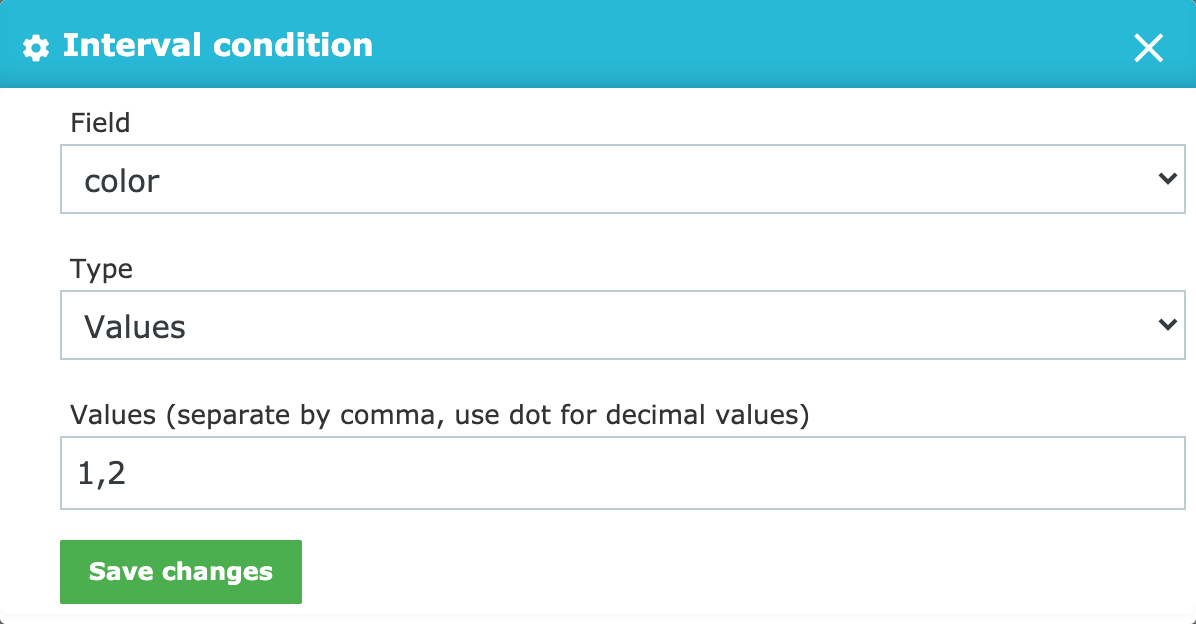 Interval condition
Field
color
Type
Values
Values (separate by comma, use dot for decimal values)
1,2
Save changes